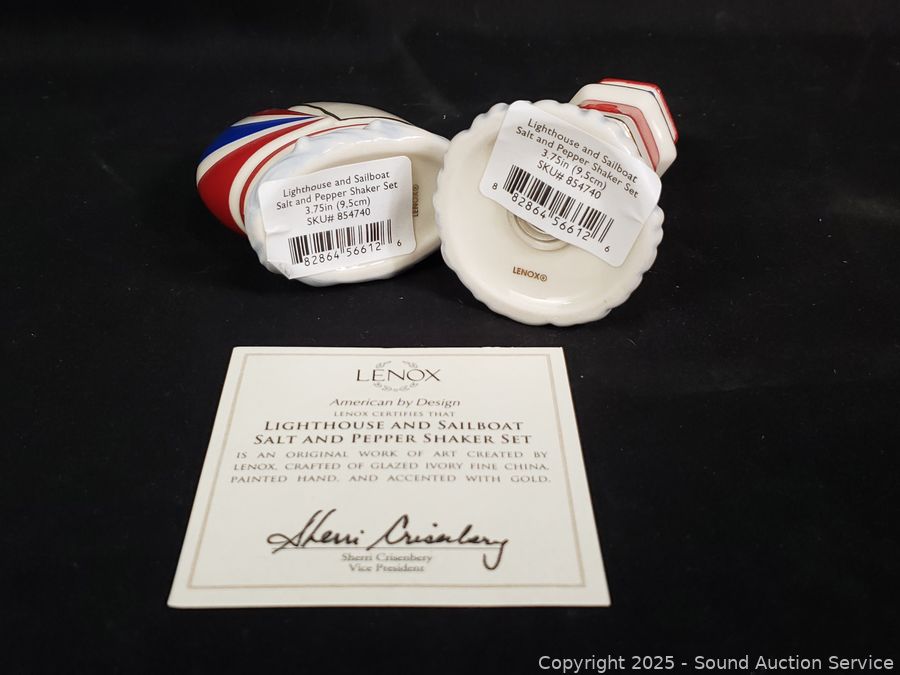 Lighthouse and Sailboat
Salt and Pepper Shaker Set
3.75in (9.5cm)
SKU# 854740
82864 56612 6
LENOX®
Lighthouse and Sailboat
Salt and Pepper Shaker Set
3.75in (9.5cm)
SKU# 854740
8 82864 56612 6
LENOX®
LENOX
American by Design
LENOX CERTIFIES THAT
LIGHTHOUSE AND SAILBOAT
SALT AND PEPPER SHAKER SET
IS AN ORIGINAL WORK OF ART CREATED BY
LENOX, CRAFTED OF GLAZED IVORY FINE CHINA,
PAINTED HAND, AND ACCENTED WITH GOLD.
Sherri Crisenbery
Sherri Crisenbery
Vice President
Copyright 2025 - Sound Auction Service